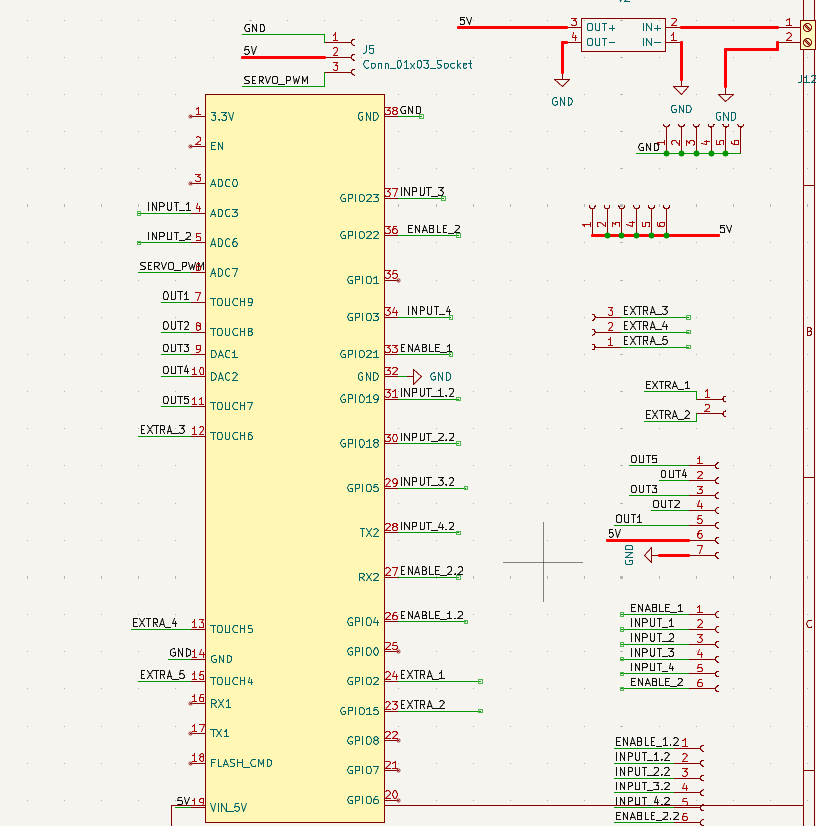 GND
1
5V
2
3
SERVO_PWM
J5
Conn_01x03_Socket
5V
3 OUT+ IN+ 2
4 OUT- IN- 1
GND
GND
GND
1
2
J12
GND
1 2 3 4 5 6
1 2 3 4 5 6
5V
3 EXTRA_3
2 EXTRA_4
1 EXTRA_5
EXTRA_1 1
EXTRA_2 2
OUT5 1
OUT4 2
OUT3 3
OUT2 4
OUT1 5
5V 6
GND 7
ENABLE_1 1
INPUT_1 2
INPUT_2 3
INPUT_3 4
INPUT_4 5
ENABLE_2 6
ENABLE_1.2 1
INPUT_1.2 2
INPUT_2.2 3
INPUT_3.2 4
INPUT_4.2 5
ENABLE_2.2 6
1 3.3V
2 EN
3 ADC0
INPUT_1 4 ADC3
INPUT_2 5 ADC6
SERVO_PWM 6 ADC7
OUT1 7 TOUCH9
OUT2 8 TOUCH8
OUT3 9 DAC1
OUT4 10 DAC2
OUT5 11 TOUCH7
EXTRA_3 12 TOUCH6
EXTRA_4 13 TOUCH5
GND 14 GND
EXTRA_5 15 TOUCH4
16 RX1
17 TX1
18 FLASH_CMD
5V 19 VIN_5V
GND 38 GND
GPIO23 37 INPUT_3
GPIO22 36 ENABLE_2
GPIO1 35
GPIO3 34 INPUT_4
GPIO21 33 ENABLE_1
GND 32 GND
GPIO19 31 INPUT_1.2
GPIO18 30 INPUT_2.2
GPIO5 29 INPUT_3.2
TX2 28 INPUT_4.2
RX2 27 ENABLE_2.2
GPIO4 26 ENABLE_1.2
GPIO0 25
GPIO2 24 EXTRA_1
GPIO15 23 EXTRA_2
GPIO8 22
GPIO7 21
GPIO6 20
B
C